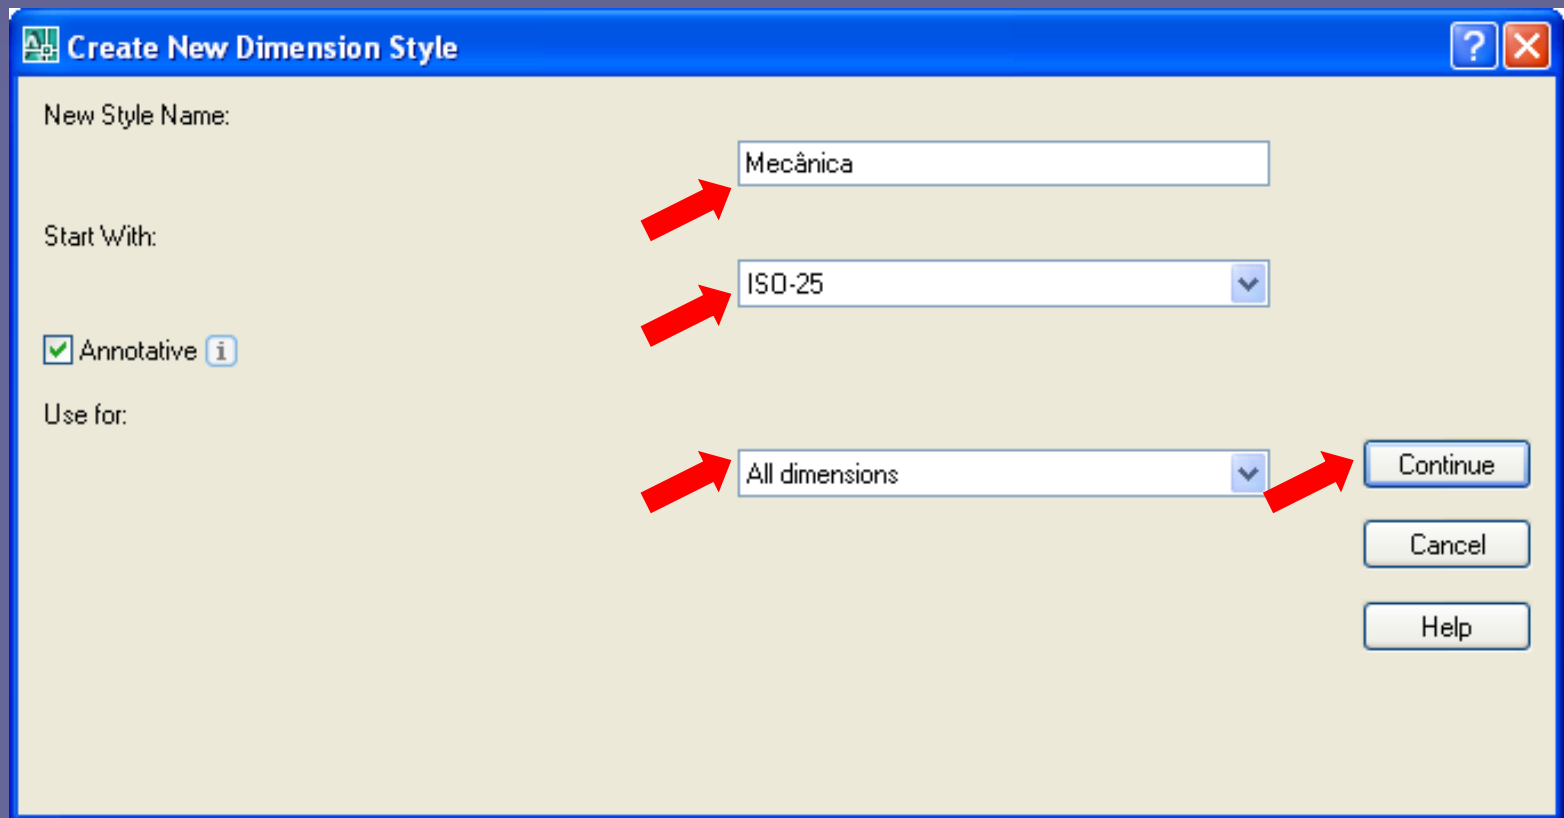 Create New Dimension Style
New Style Name:
Mecânica
Start With:
ISO-25
Annotative
Use for:
All dimensions
Continue
Cancel
Help